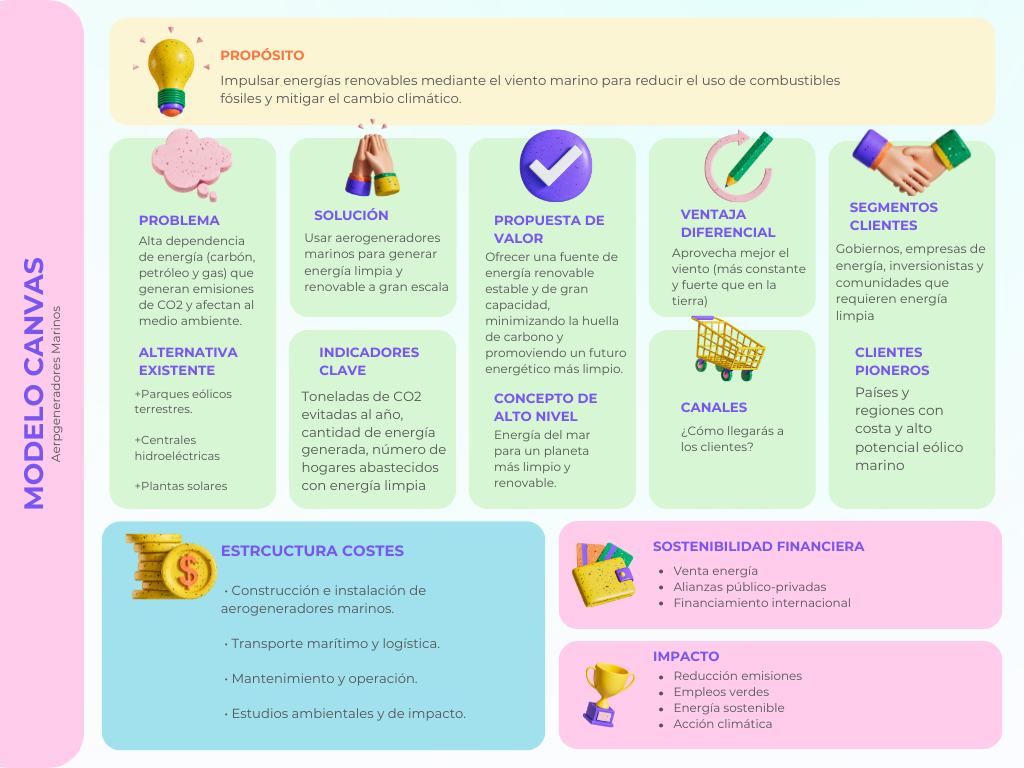 MODELO CANVAS
Aerpgeneradores Marinos
PROPÓSITO
Impulsar energías renovables mediante el viento marino para reducir el uso de combustibles
fósiles y mitigar el cambio climático.
PROBLEMA
Alta dependencia
de energía (carbón,
petróleo y gas) que
generan emisiones
de CO2 y afectan al
medio ambiente.
ALTERNATIVA
EXISTENTE
+Parques eólicos
terrestres.
+Centrales
hidroeléctricas
+Plantas solares
SOLUCIÓN
Usar aerogeneradores
marinos para generar
energía limpia y
renovable a gran escala
INDICADORES
CLAVE
Toneladas de CO2
evitadas al año,
cantidad de energía
generada, número de
hogares abastecidos
con energía limpia
PROPUESTA DE
VALOR
Ofrecer una fuente de
energía renovable
estable y de gran
capacidad,
minimizando la huella
de carbono y
promoviendo un futuro
energético más limpio.
CONCEPTO DE
ALTO NIVEL
Energía del mar
para un planeta
más limpio y
renovable.
VENTAJA
DIFERENCIAL
Aprovecha mejor el
viento (más constante
y fuerte que en la
tierra)
CANALES
¿Cómo llegarás a
los clientes?
SEGMENTOS
CLIENTES
Gobiernos, empresas de
energía, inversionistas y
comunidades que
requieren energía
limpia
CLIENTES
PIONEROS
Países y
regiones con
costa y alto
potencial eólico
marino
ESTRCUCTURA COSTES
• Construcción e instalación de
aerogeneradores marinos.
• Transporte marítimo y logística.
• Mantenimiento y operación.
• Estudios ambientales y de impacto.
SOSTENIBILIDAD FINANCIERA
• Venta energía
• Alianzas público-privadas
• Financiamiento internacional
IMPACTO
• Reducción emisiones
• Empleos verdes
• Energía sostenible
• Acción climática